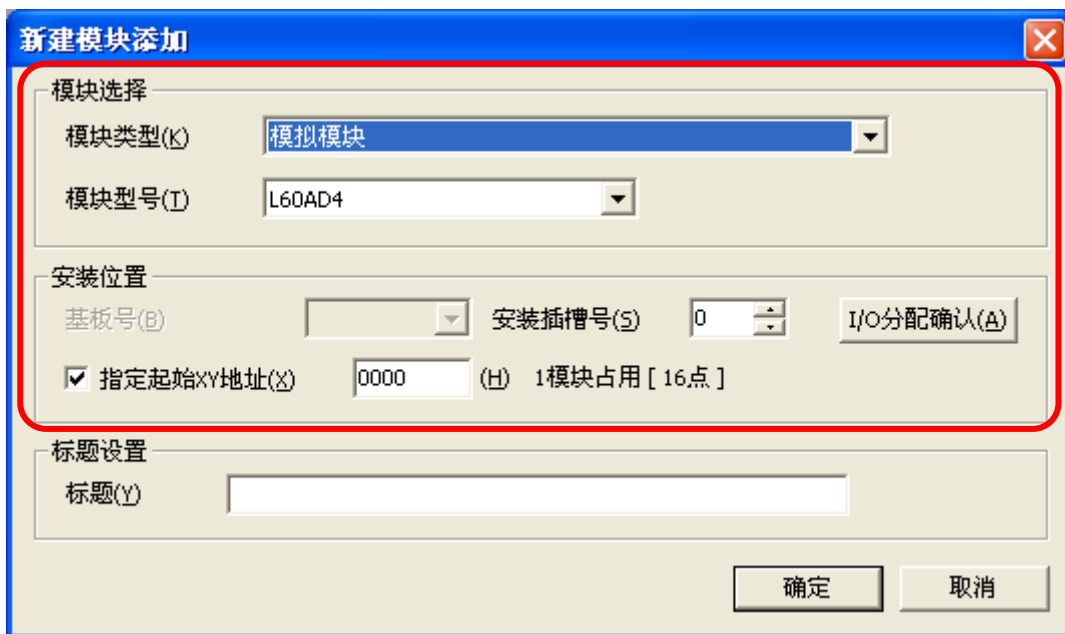 新建模块添加
模块选择
模块类型(K) 模拟模块
模块型号(T) L60AD4
安装位置
基板号(B) 安装插槽号(S) 0 I/O分配确认(A)
指定起始XY地址(X) 0000 (H) 1模块占用 [ 16点 ]
标题设置
标题(Y)
确定 取消